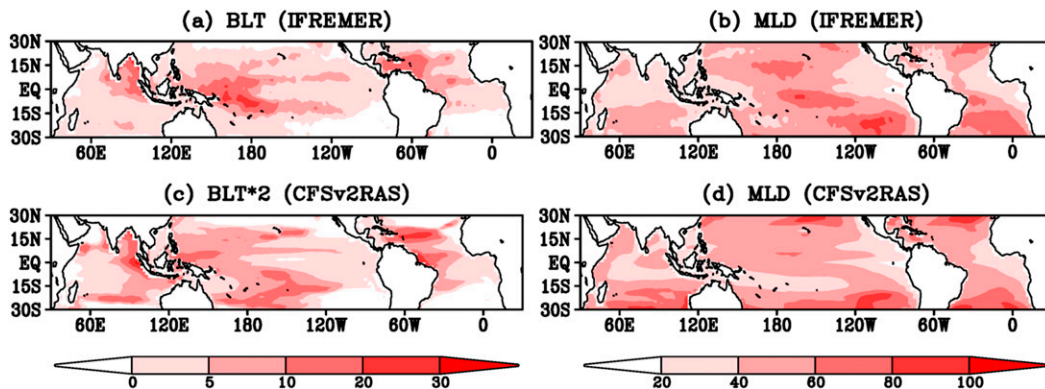 (a) BLT (IFREMER)
(b) MLD (IFREMER)
30N
15N
EQ
15S
30S
60E 120E 180 120W 60W 0
30N
15N
EQ
15S
30S
60E 120E 180 120W 60W 0
(c) BLT*2 (CFSv2RAS)
(d) MLD (CFSv2RAS)
30N
15N
EQ
15S
30S
60E 120E 180 120W 60W 0
30N
15N
EQ
15S
30S
60E 120E 180 120W 60W 0
0 5 10 20 30
20 40 60 80 100